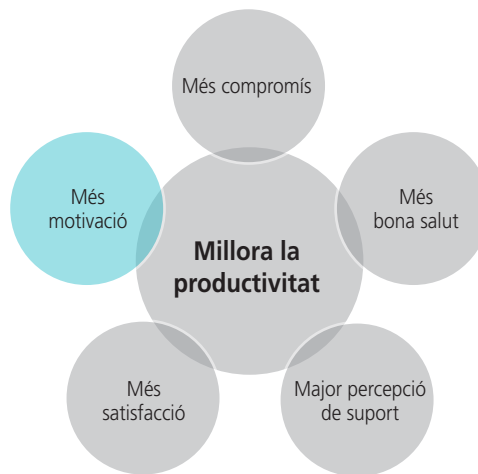 Més compromís
Més
motivació
Més
bona salut
Millora la
productivitat
Més
satisfacció
Major percepció
de suport